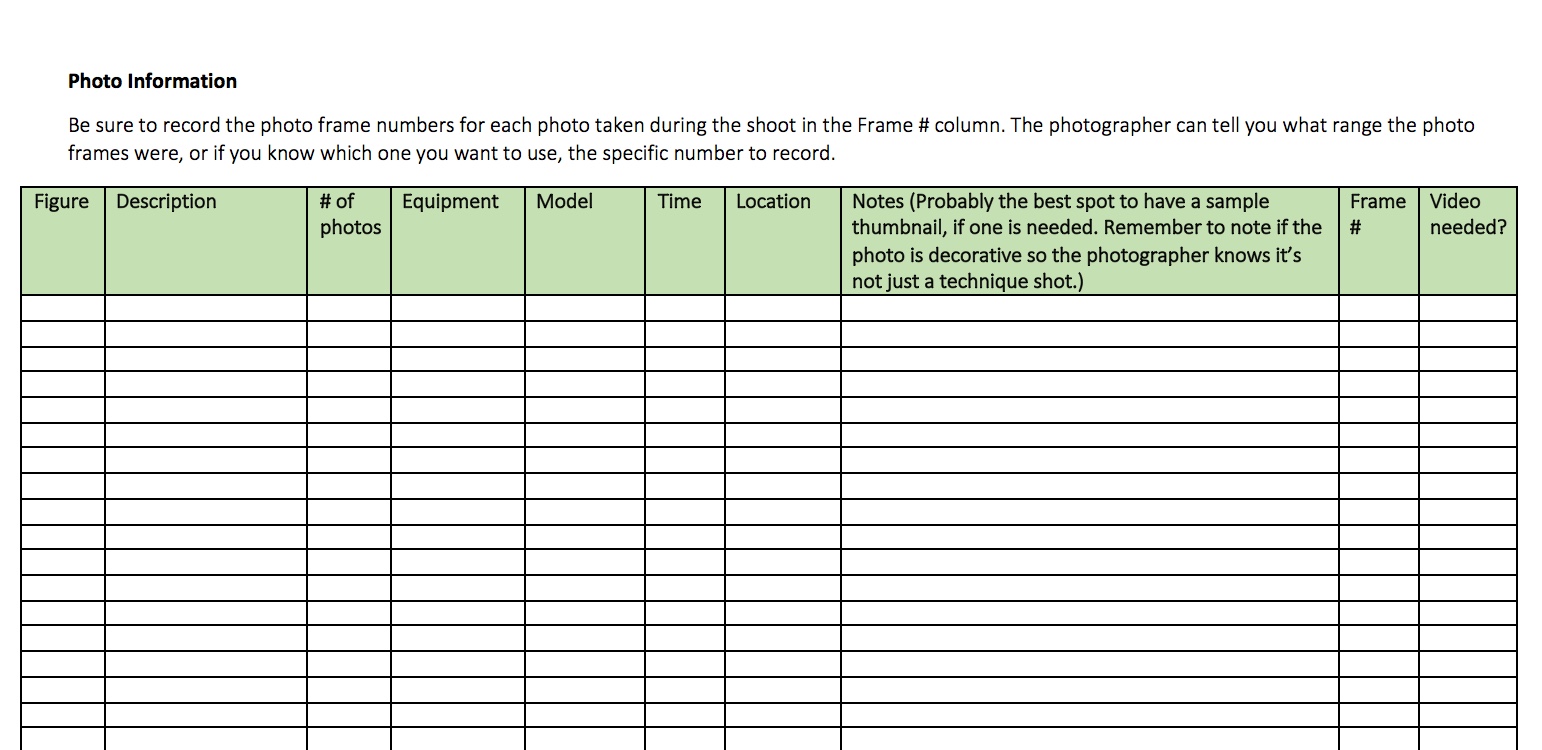 Photo Information
Be sure to record the photo frame numbers for each photo taken during the shoot in the Frame # column. The photographer can tell you what range the photo
frames were, or if you know which one you want to use, the specific number to record.
Figure
Description
# of
photos
Equipment
Model
Time
Location
Notes (Probably the best spot to have a sample
thumbnail, if one is needed. Remember to note if the
photo is decorative so the photographer knows it’s
not just a technique shot.)
Frame
#
Video
needed?